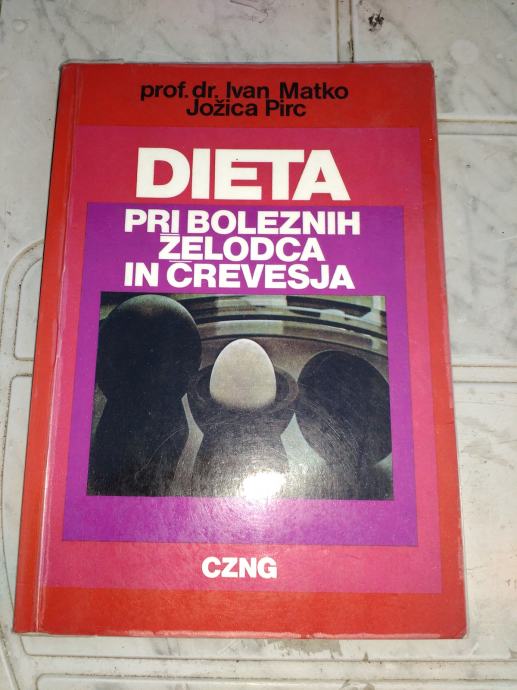 prof. dr. Ivan Matko
Jožica Pirc
DIETA
PRI BOLEZNIH
ŽELODCA
IN ČREVESJA
CZNG